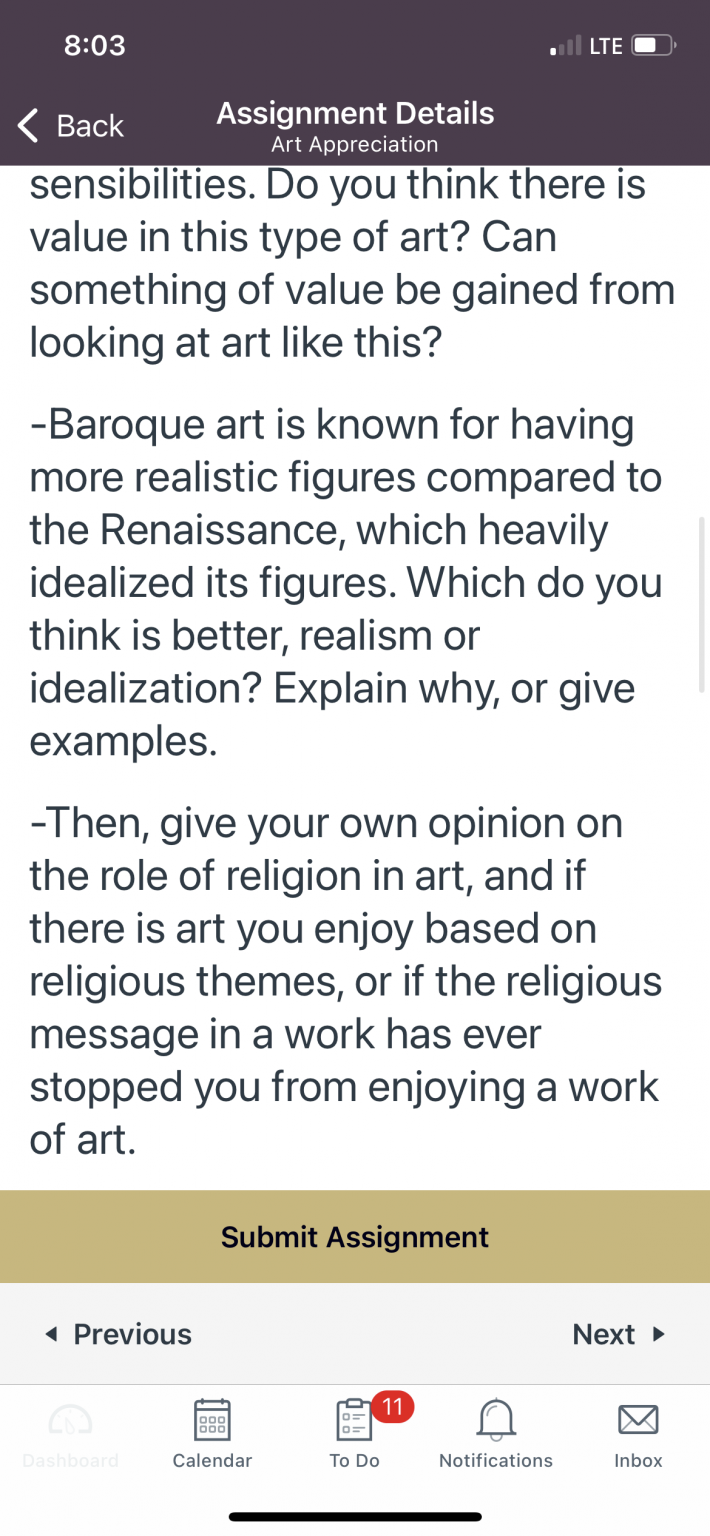 8:03
LTE
Back
Assignment Details
Art Appreciation
sensibilities. Do you think there is
value in this type of art? Can
something of value be gained from
looking at art like this?
-Baroque art is known for having
more realistic figures compared to
the Renaissance, which heavily
idealized its figures. Which do you
think is better, realism or
idealization? Explain why, or give
examples.
-Then, give your own opinion on
the role of religion in art, and if
there is art you enjoy based on
religious themes, or if the religious
message in a work has ever
stopped you from enjoying a work
of art.
Submit Assignment
Previous
Next
11
Dashboard
Calendar
To Do
Notifications
Inbox